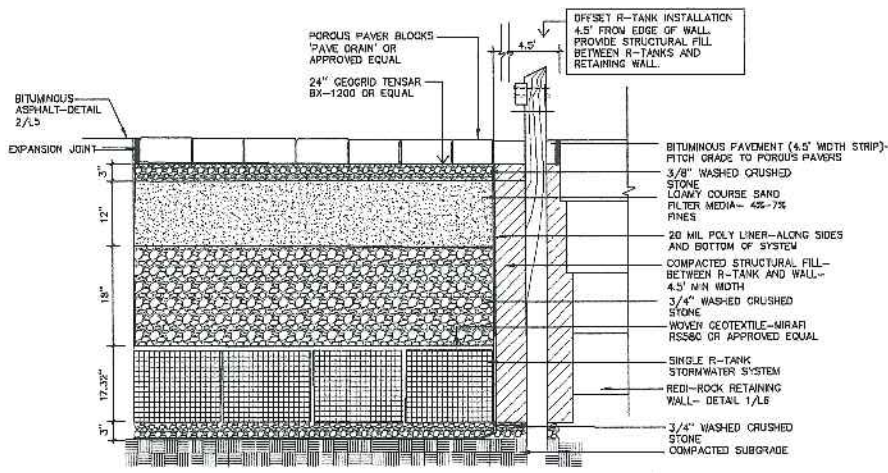 OFFSET R-TANK INSTALLATION
4.5' FROM EDGE OF WALL.
PROVIDE STRUCTURAL FILL
BETWEEN R-TANKS AND
RETAINING WALL.
4.5'
POROUS PAVER BLOCKS
'PAVE DRAIN' OR
APPROVED EQUAL
24" GEOGRID TENSAR
BX-1200 OR EQUAL
BITUMINOUS
ASPHALT-DETAIL
2/L5
EXPANSION JOINT
3"
12"
18"
17.32"
3"
BITUMINOUS PAVEMENT (4.5' WIDTH STRIP)-
PITCH GRADE TO POROUS PAVERS
3/8" WASHED CRUSHED
STONE
LOAMY COURSE SAND
FILTER MEDIA- 4%-7%
FINES
20 MIL POLY LINER-ALONG SIDES
AND BOTTOM OF SYSTEM
COMPACTED STRUCTURAL FILL-
BETWEEN R-TANK AND WALL-
4.5' MIN WIDTH
3/4" WASHED CRUSHED
STONE
WOVEN GEOTEXTILE-MIRAFI
RS580 OR APPROVED EQUAL
SINGLE R-TANK
STORMWATER SYSTEM
REDI-ROCK RETAINING
WALL- DETAIL 1/L6
3/4" WASHED CRUSHED
STONE
COMPACTED SUBGRADE